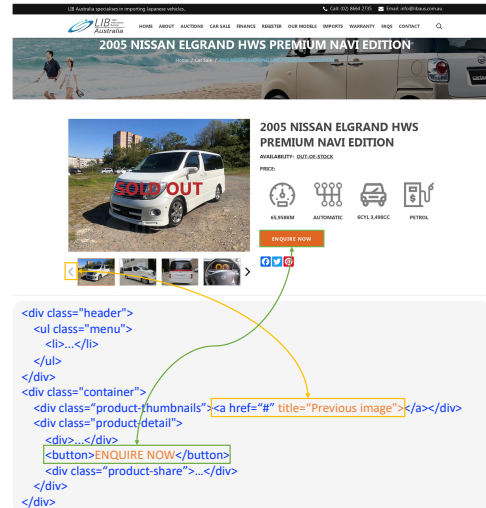 LIB Australia specialises in importing Japanese vehicles.
Call: (02) 8664 2735
Email: info@libaus.com.au
LIB
Australia
HOME ABOUT AUCTIONS CAR SALE FINANCE REGISTER OUR MODELS IMPORTS WARRANTY FAQS CONTACT
2005 NISSAN ELGRAND HWS PREMIUM NAVI EDITION
Home / Car Sale /
2005 NISSAN ELGRAND HWS
PREMIUM NAVI EDITION
AVAILABILITY: OUT-OF-STOCK
PRICE:
SOLD OUT
65,958KM AUTOMATIC 6CYL 3,498CC PETROL
ENQUIRE NOW
<div class="header">
<ul class="menu">
<li>...</li>
</ul>
</div>
<div class="container">
<div class="product-thumbnails"><a href="#" title="Previous image"></a></div>
<div class="product-detail">
<div>...</div>
<button>ENQUIRE NOW</button>
<div class="product-share">...</div>
</div>
</div>